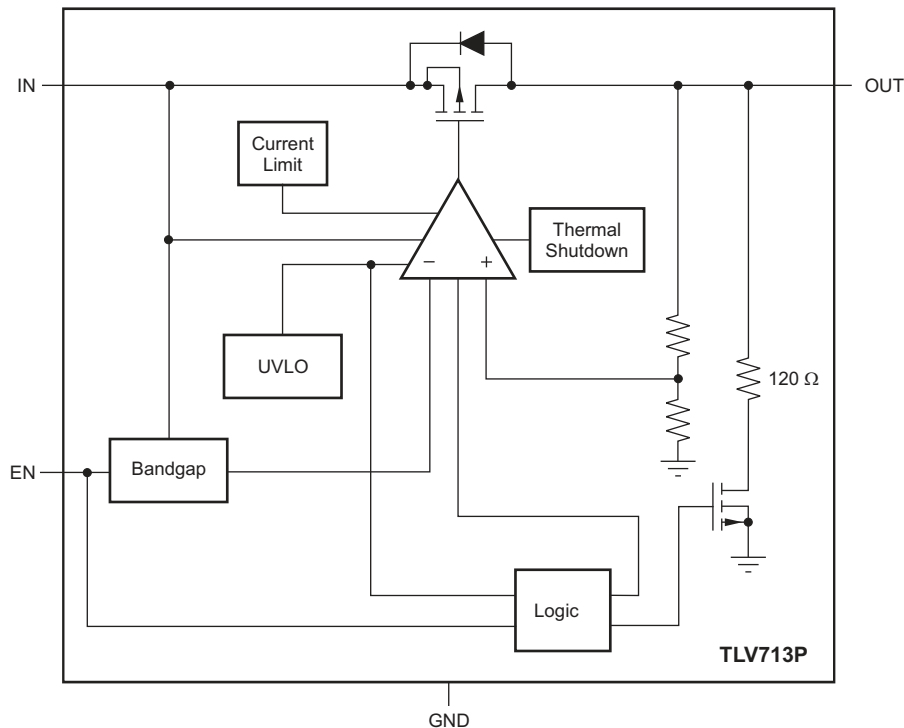 IN
OUT
Current
Limit
Thermal
Shutdown
−
+
UVLO
120 Ω
EN
Bandgap
Logic
TLV713P
GND